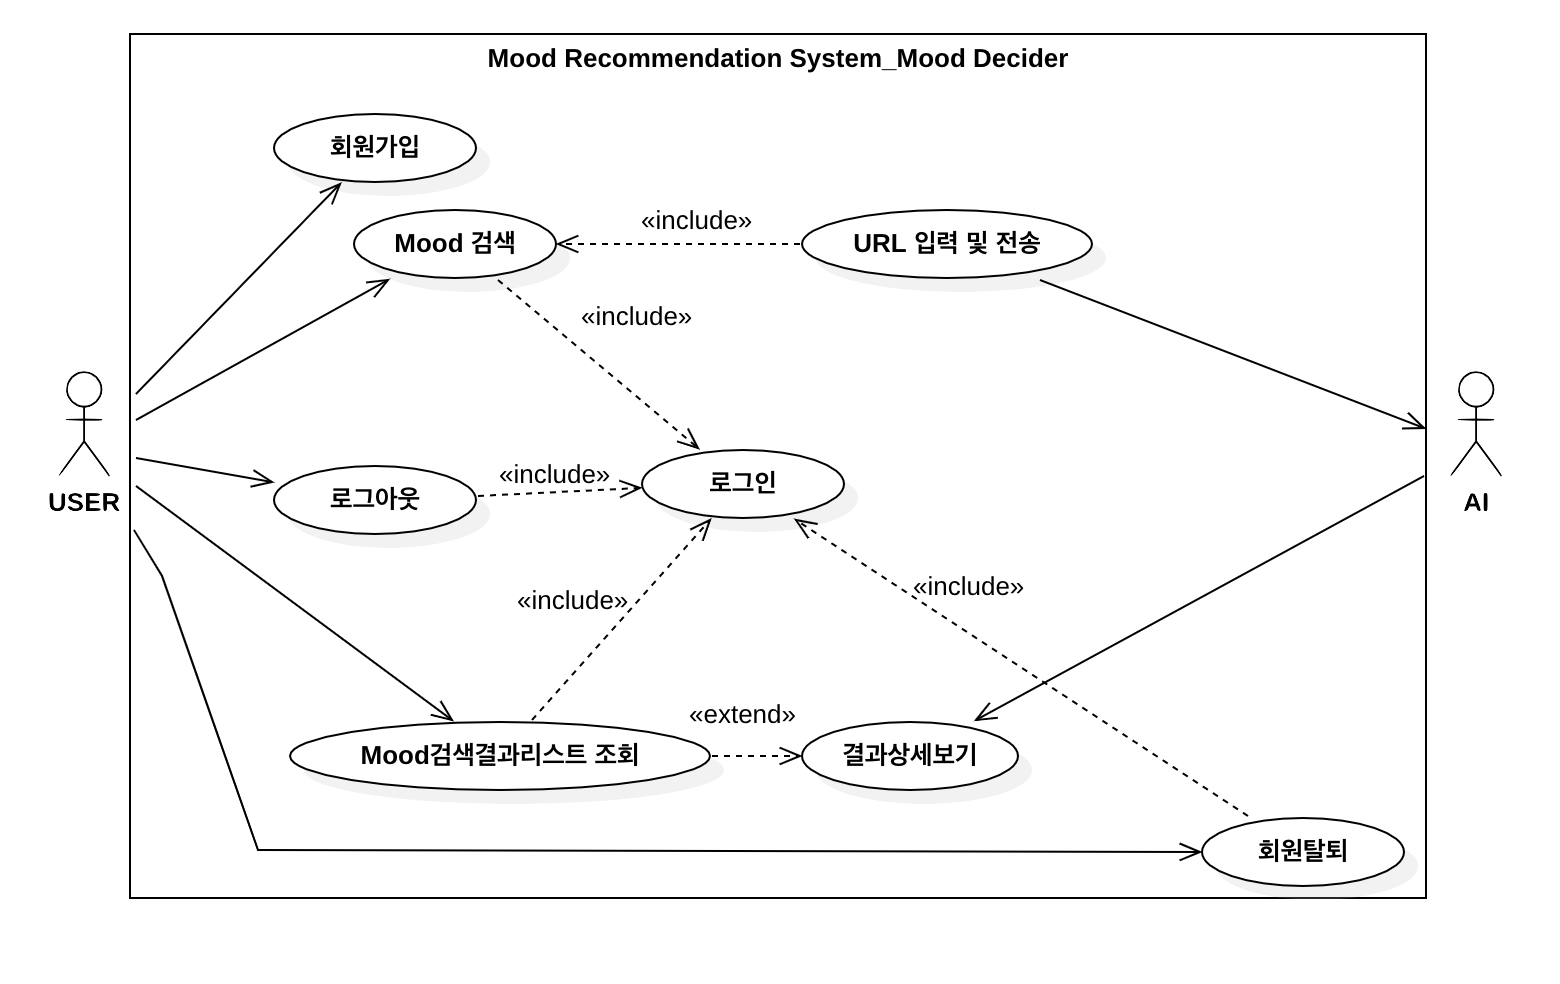 Mood Recommendation System_Mood Decider
회원가입
Mood 검색
«include»
URL 입력 및 전송
«include»
USER
AI
로그아웃
«include»
로그인
«include»
«include»
Mood검색결과리스트 조회
«extend»
결과상세보기
회원탈퇴